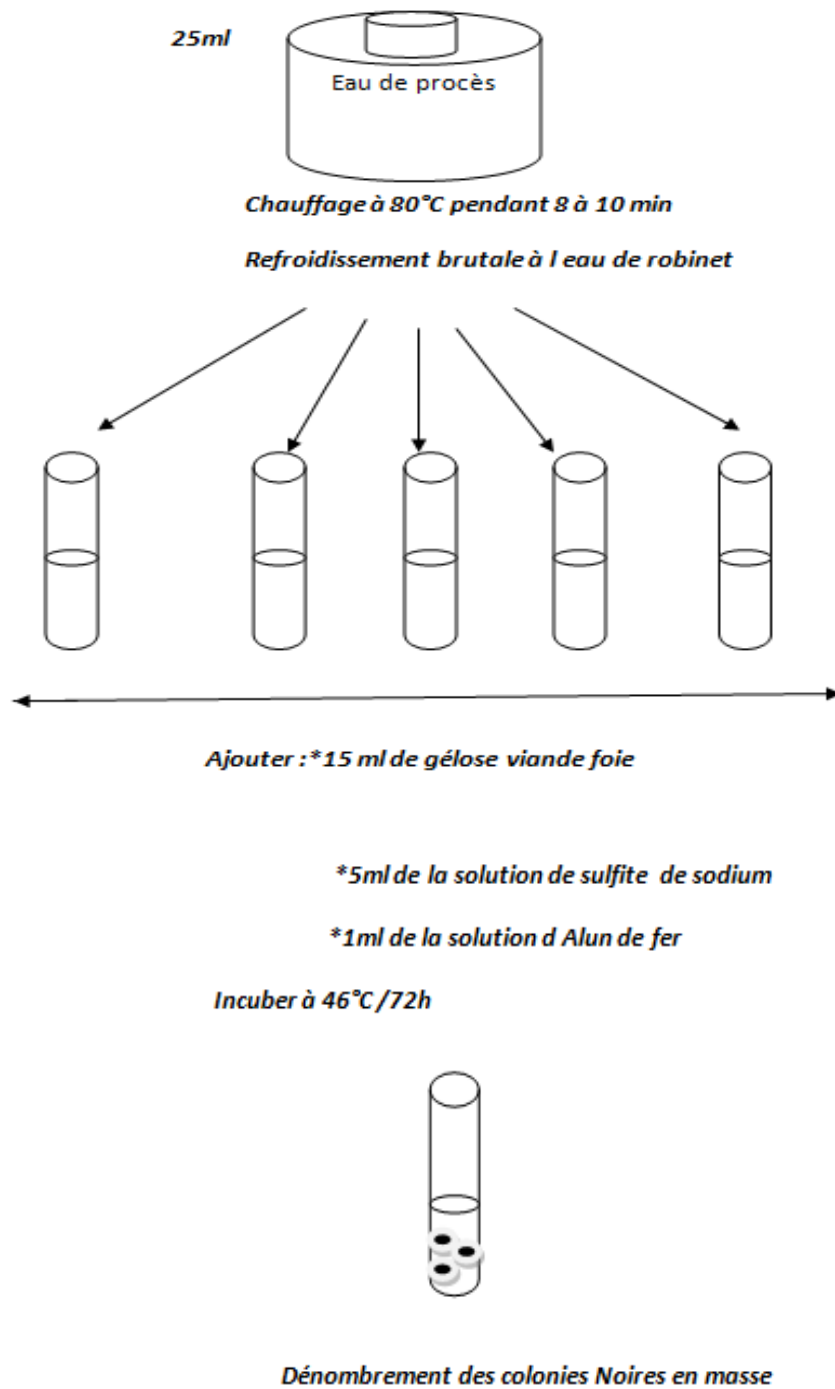 25ml
Eau de procès
Chauffage à 80°C pendant 8 à 10 min
Refroidissement brutale à l eau de robinet
Ajouter :*15 ml de gélose viande foie
*5ml de la solution de sulfite de sodium
*1ml de la solution d Alun de fer
Incuber à 46°C/72h
Dénombrement des colonies Noires en masse